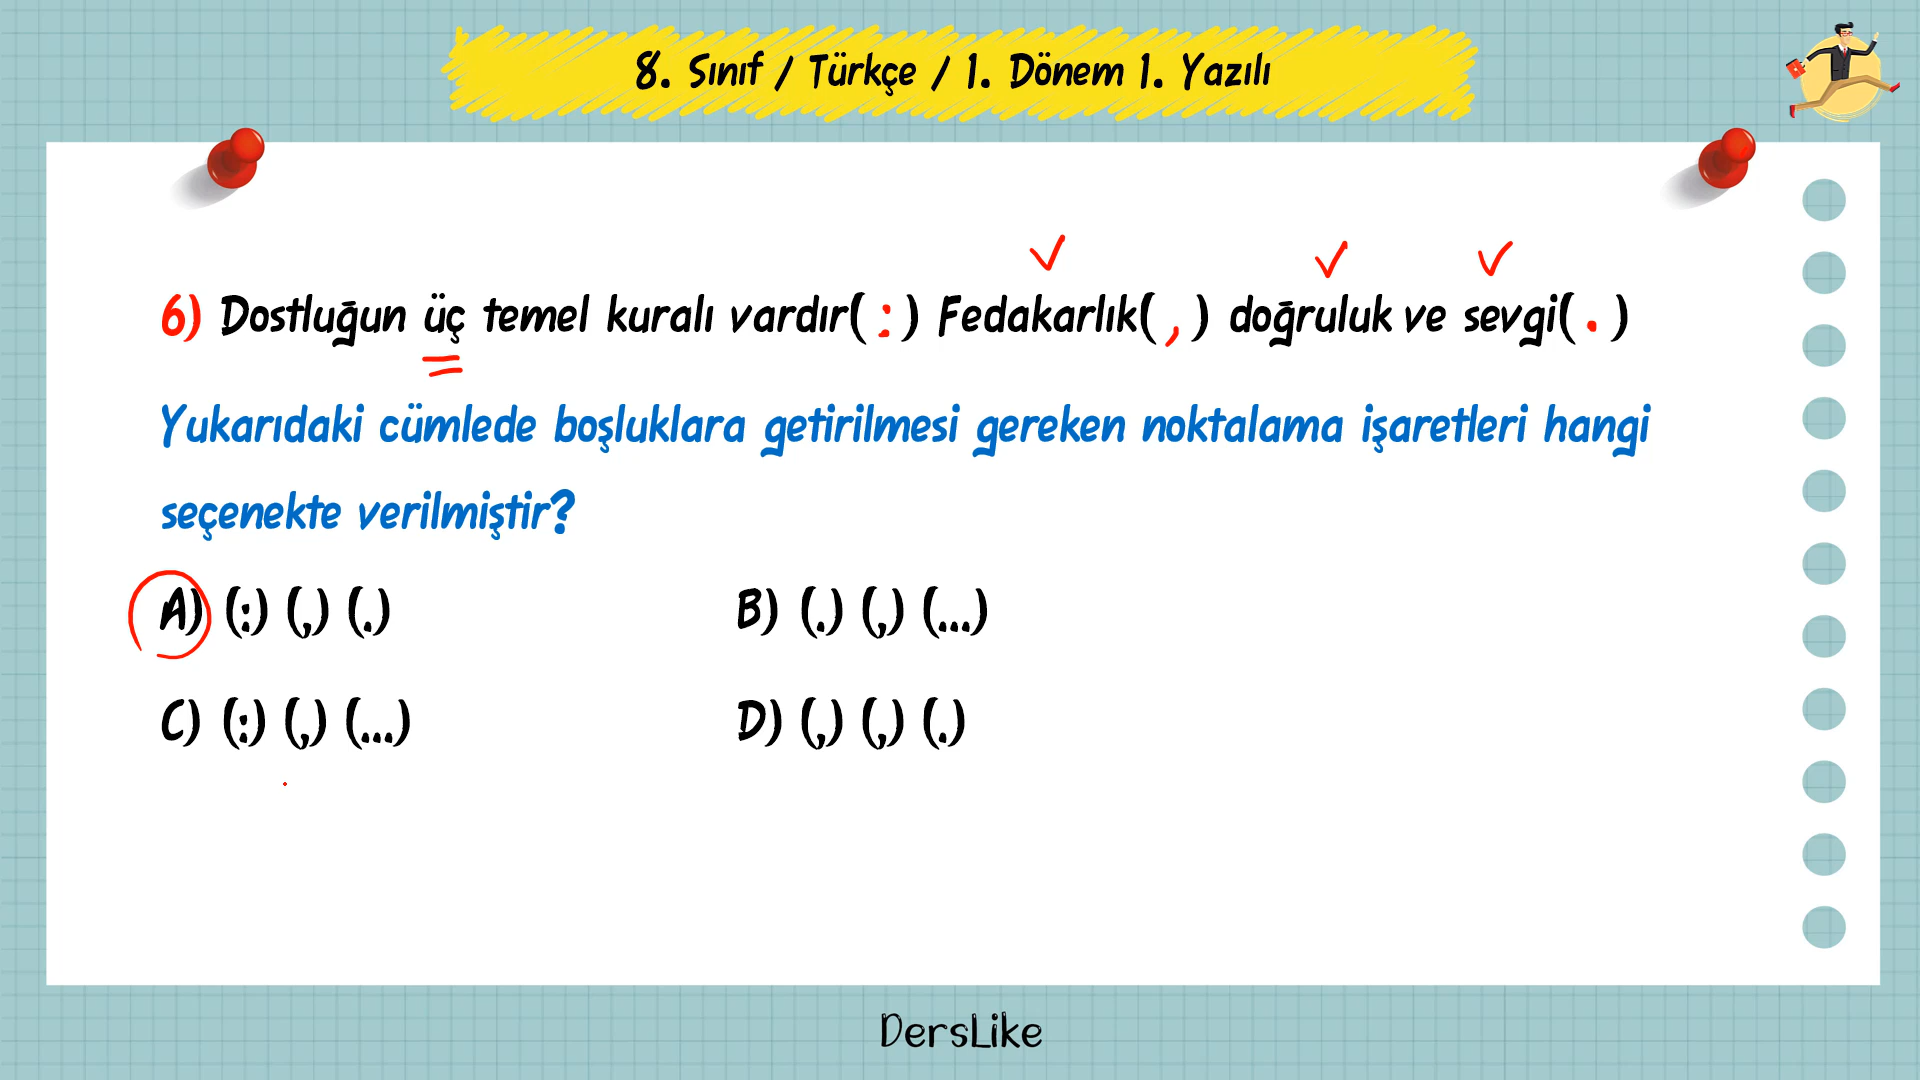 8. Sınıf / Türkçe / 1. Dönem 1. Yazılı
6) Dostluğun üç temel kuralı vardır( : ) Fedakarlık( , ) doğruluk ve sevgi( . )
Yukarıdaki cümlede boşluklara getirilmesi gereken noktalama işaretleri hangi
seçenekte verilmiştir?
A) (:) (,) (.)
B) (.) (,) (...)
C) (:) (,) (...)
D) (,) (,) (.)
DersLike